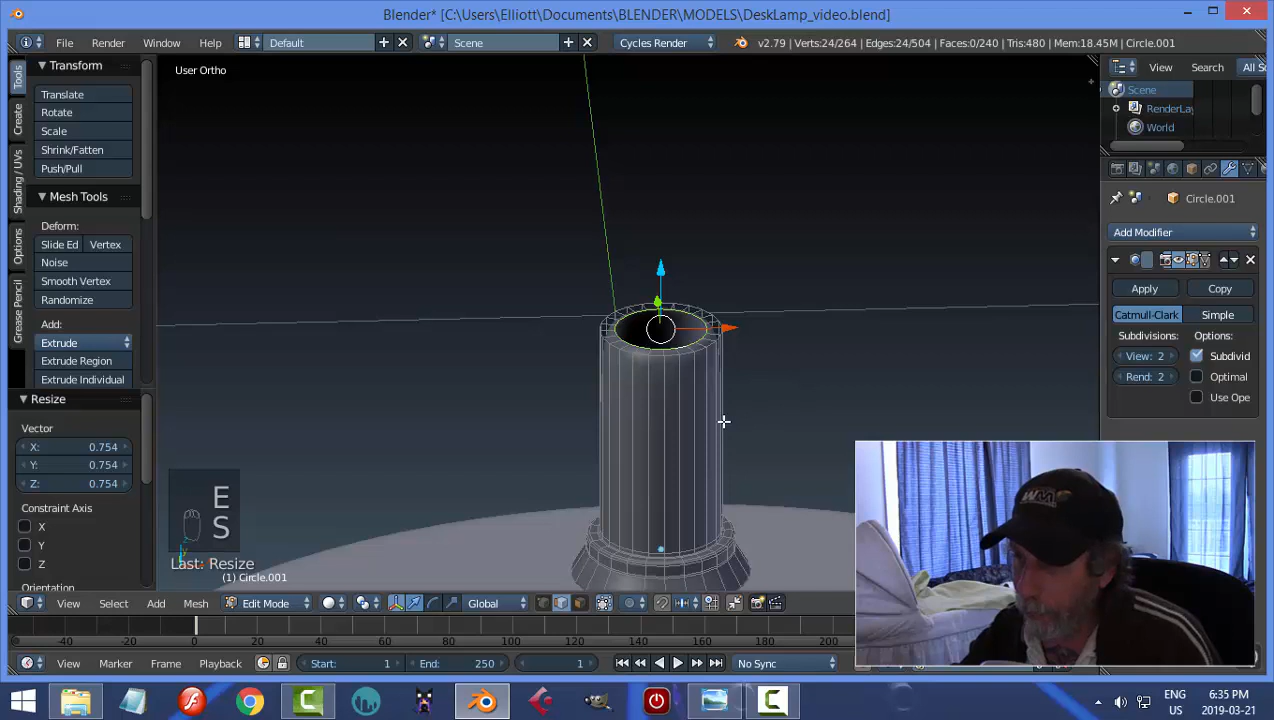 Blender* [C:\Users\Elliott\Documents\BLENDER\MODELS\DeskLamp_video.blend]
File Render Window Help Default Scene Cycles Render v2.79 | Verts:24/264 | Edges:24/504 | Faces:0/240 | Tris:480 | Mem:18.45M | Circle.001
Transform
Translate
Rotate
Scale
Shrink/Fatten
Push/Pull
Mesh Tools
Deform:
Slide Ed Vertex
Noise
Smooth Vertex
Randomize
Add:
Extrude
Extrude Region
Extrude Individual
Tools
Create
Shading / UVs
Options
Grease Pencil
Resize
Vector
X: 0.754
Y: 0.754
Z: 0.754
Constraint Axis
X
Y
Z
Orientation
User Ortho
E
S
Last: Resize
(1) Circle.001
View Select Add Mesh Edit Mode Global
-40 -20 0 20 40 60 80 100 120 140 160 180 200
View Marker Frame Playback Start: 1 End: 250 1 No Sync
View Search All S
Scene
RenderLay
World
Circle.001
Add Modifier
Apply Copy
Catmull-Clark Simple
Subdivisions: Options:
View: 2 Subdivid
Rend: 2 Optimal
Use Ope
ENG 6:35 PM
US 2019-03-21